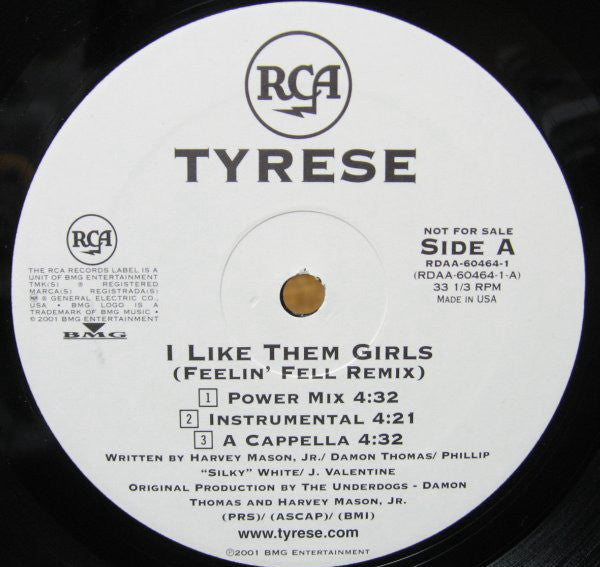 RCA
TYRESE
RCA
THE RCA RECORDS LABEL IS A
UNIT OF BMG ENTERTAINMENT
TMK(S) ® REGISTERED
MARCA(S) REGISTRADA(S)
RCA ® GENERAL ELECTRIC CO.,
USA • BMG LOGO IS A
TRADEMARK OF BMG MUSIC •
℗ 2001 BMG ENTERTAINMENT
BMG
NOT FOR SALE
SIDE A
RDAA-60464-1
(RDAA-60464-1-A)
33 1/3 RPM
MADE IN USA
I LIKE THEM GIRLS
(FEELIN' FELL REMIX)
1 POWER MIX 4:32
2 INSTRUMENTAL 4:21
3 A CAPPELLA 4:32
WRITTEN BY HARVEY MASON, JR./ DAMON THOMAS/ PHILLIP
"SILKY" WHITE/ J. VALENTINE
ORIGINAL PRODUCTION BY THE UNDERDOGS - DAMON
THOMAS AND HARVEY MASON, JR.
(PRS)/ (ASCAP)/ (BMI)
www.tyrese.com
℗2001 BMG ENTERTAINMENT